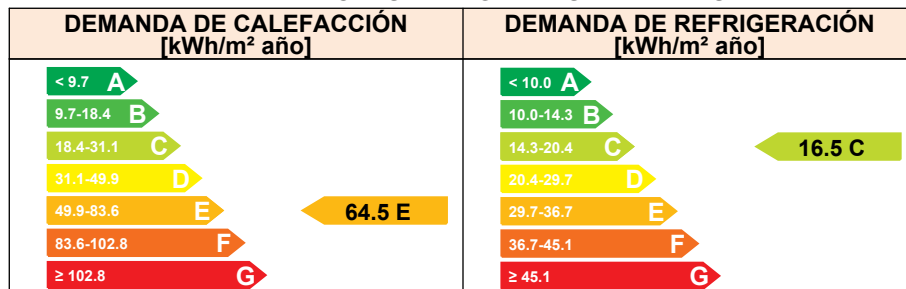 DEMANDA DE CALEFACCIÓN
[kWh/m² año]
< 9.7 A
9.7-18.4 B
18.4-31.1 C
31.1-49.9 D
49.9-83.6 E
64.5 E
83.6-102.8 F
≥ 102.8 G
DEMANDA DE REFRIGERACIÓN
[kWh/m² año]
< 10.0 A
10.0-14.3 B
14.3-20.4 C
16.5 C
20.4-29.7 D
29.7-36.7 E
36.7-45.1 F
≥ 45.1 G